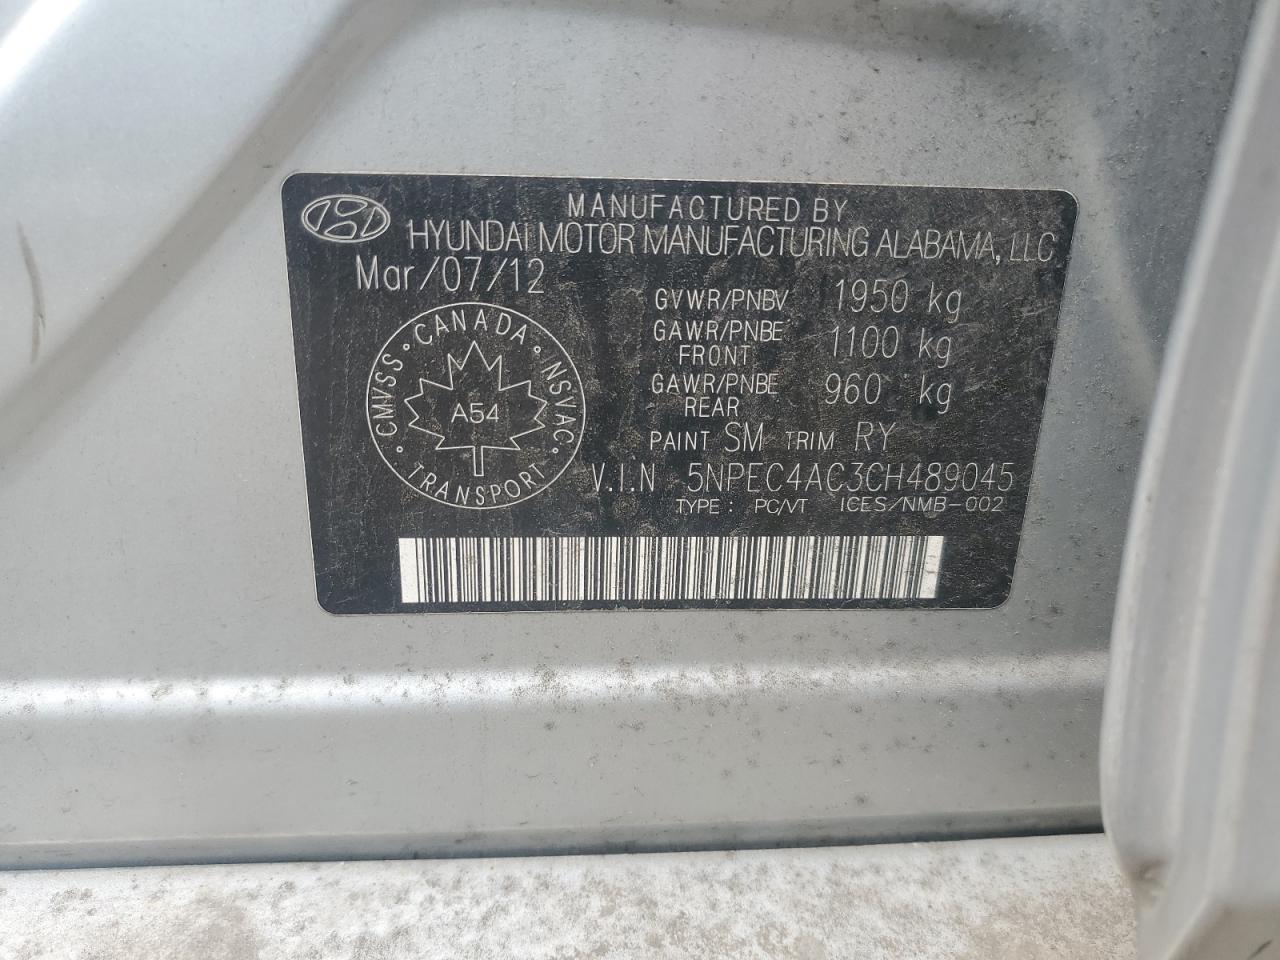 MANUFACTURED BY
HYUNDAI MOTOR MANUFACTURING ALABAMA, LLC
Mar/07/12
GVWR/PNBV 1950 kg
GAWR/PNBE FRONT 1100 kg
GAWR/PNBE REAR 960 kg
CMVSS · CANADA · NSVAC · TRANSPORT ·
A54
PAINT SM TRIM RY
V.I.N 5NPEC4AC3CH489045
TYPE: PC/VT ICES/NMB-002